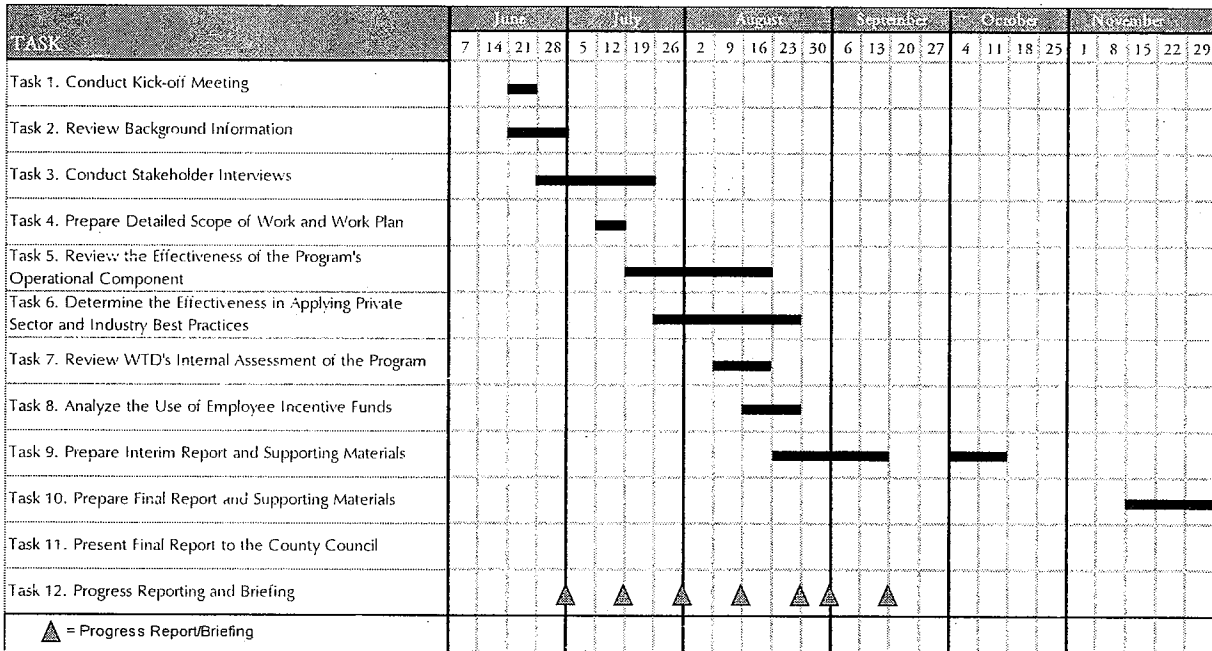 June July August September October November
TASK 7 14 21 28 5 12 19 26 2 9 16 23 30 6 13 20 27 4 11 18 25 1 8 15 22 29
Task 1. Conduct Kick-off Meeting
Task 2. Review Background Information
Task 3. Conduct Stakeholder Interviews
Task 4. Prepare Detailed Scope of Work and Work Plan
Task 5. Review the Effectiveness of the Program's
Operational Component
Task 6. Determine the Effectiveness in Applying Private
Sector and Industry Best Practices
Task 7. Review WTD's Internal Assessment of the Program
Task 8. Analyze the Use of Employee Incentive Funds
Task 9. Prepare Interim Report and Supporting Materials
Task 10. Prepare Final Report and Supporting Materials
Task 11. Present Final Report to the County Council
Task 12. Progress Reporting and Briefing
= Progress Report/Briefing